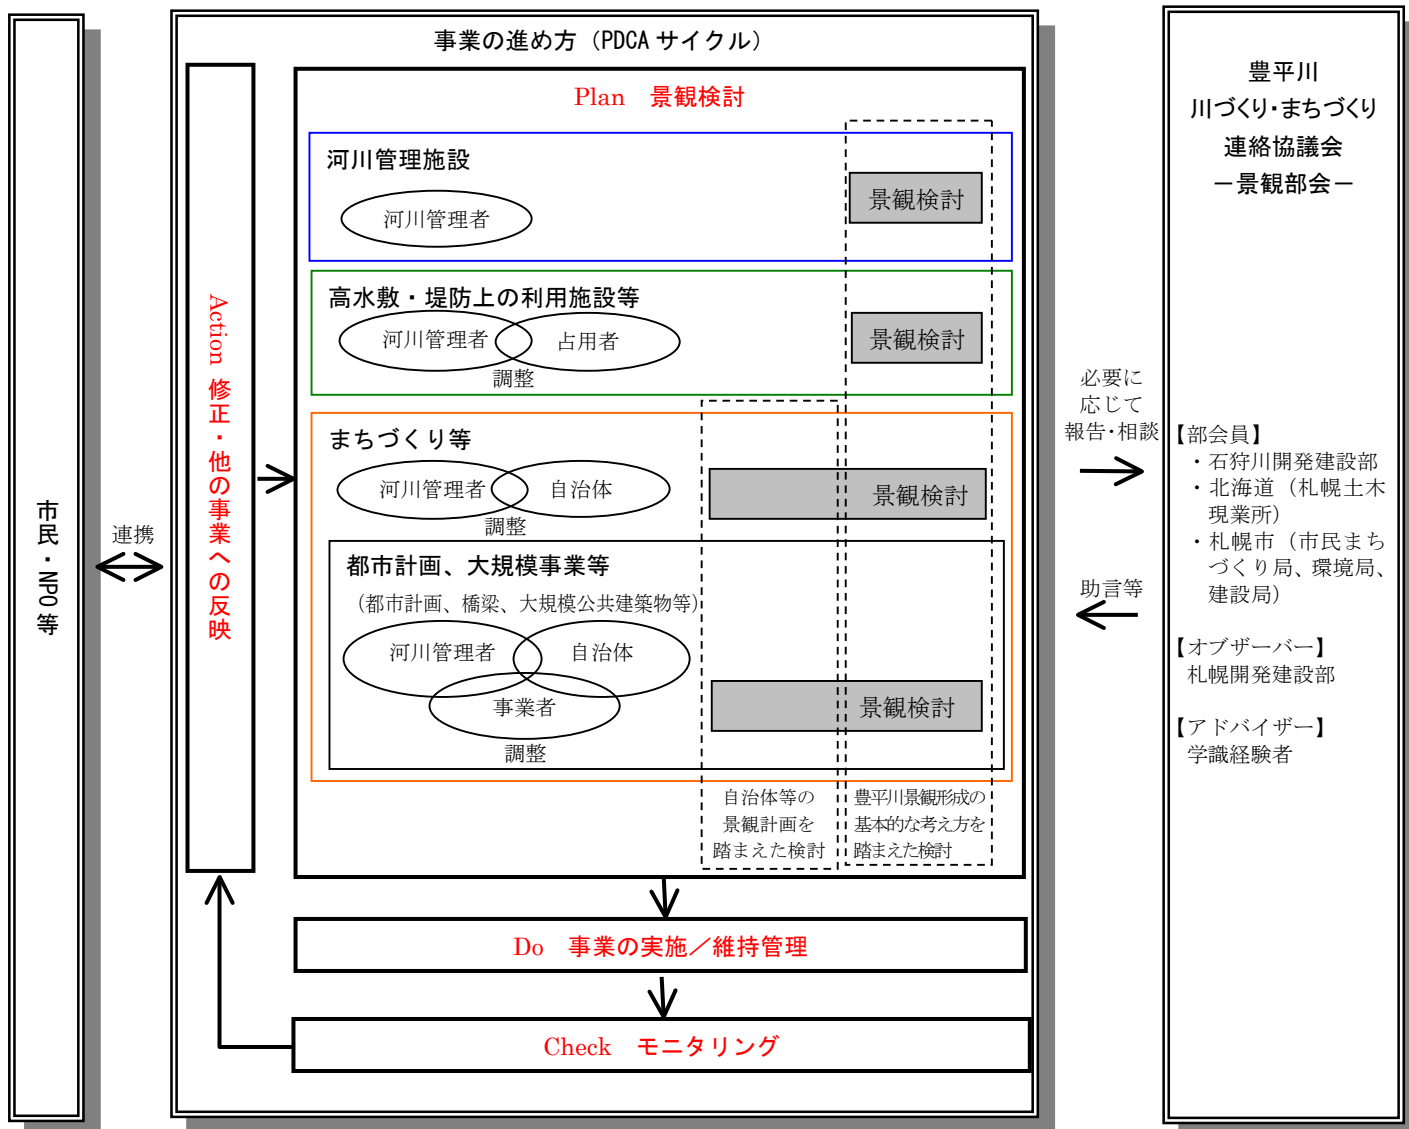 市民・NPO等
連携
事業の進め方（PDCAサイクル）
Action 修正・他の事業への反映
Plan 景観検討
河川管理施設
河川管理者
景観検討
高水敷・堤防上の利用施設等
河川管理者
占用者
調整
景観検討
まちづくり等
河川管理者
自治体
調整
景観検討
都市計画、大規模事業等
（都市計画、橋梁、大規模公共建築物等）
河川管理者
自治体
事業者
調整
景観検討
自治体等の
景観計画を
踏まえた検討
豊平川景観形成の
基本的な考え方を
踏まえた検討
Do 事業の実施／維持管理
Check モニタリング
必要に
応じて
報告・相談
助言等
豊平川
川づくり・まちづくり
連絡協議会
－景観部会－
【部会員】
・石狩川開発建設部
・北海道（札幌土木
現業所）
・札幌市（市民まち
づくり局、環境局、
建設局）
【オブザーバー】
札幌開発建設部
【アドバイザー】
学識経験者